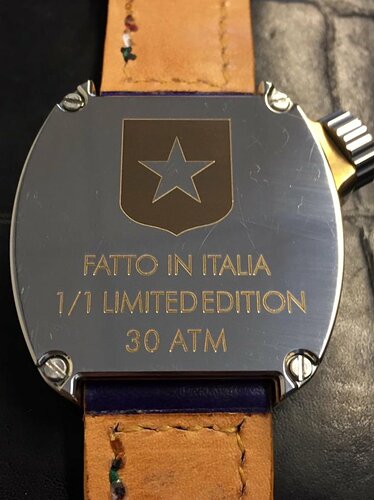 FATTO IN ITALIA
1/1 LIMITED EDITION
30 ATM